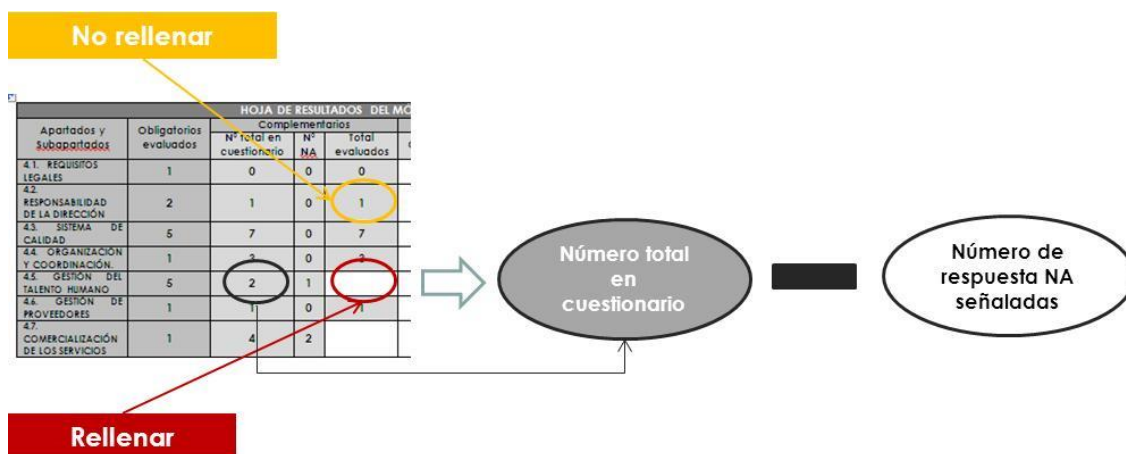 No rellenar
HOJA DE RESULTADOS DEL MO
Apartados y
Subapartados
Obligatorios
evaluados
Complementarios
Nº total en
cuestionario
Nº
NA
Total
evaluados
4.1. REQUISITOS
LEGALES
1 0 0 0
4.2.
RESPONSABILIDAD
DE LA DIRECCIÓN
2 1 0 1
4.3. SISTEMA DE
CALIDAD
5 7 0 7
4.4. ORGANIZACIÓN
Y COORDINACIÓN.
1 3 0 3
4.5. GESTIÓN DEL
TALENTO HUMANO
5 2 1
4.6. GESTIÓN DE
PROVEEDORES
1 1 0 1
4.7.
COMERCIALIZACIÓN
DE LOS SERVICIOS
1 4 2
Número total
en
cuestionario
Número de
respuesta NA
señaladas
Rellenar